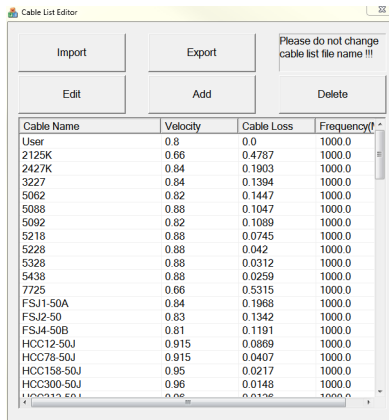 Cable List Editor
Import Export Please do not change
cable list file name !!!
Edit Add Delete
Cable Name Velocity Cable Loss Frequency(
User 0.8 0.0 1000.0
2125K 0.66 0.4787 1000.0
2427K 0.84 0.1903 1000.0
3227 0.84 0.1394 1000.0
5062 0.82 0.1447 1000.0
5088 0.88 0.1047 1000.0
5092 0.82 0.1089 1000.0
5218 0.88 0.0745 1000.0
5228 0.88 0.042 1000.0
5328 0.88 0.0312 1000.0
5438 0.88 0.0259 1000.0
7725 0.66 0.5315 1000.0
FSJ1-50A 0.84 0.1968 1000.0
FSJ2-50 0.83 0.1342 1000.0
FSJ4-50B 0.81 0.1191 1000.0
HCC12-50J 0.915 0.0869 1000.0
HCC78-50J 0.915 0.0407 1000.0
HCC158-50J 0.95 0.0217 1000.0
HCC300-50J 0.96 0.0148 1000.0